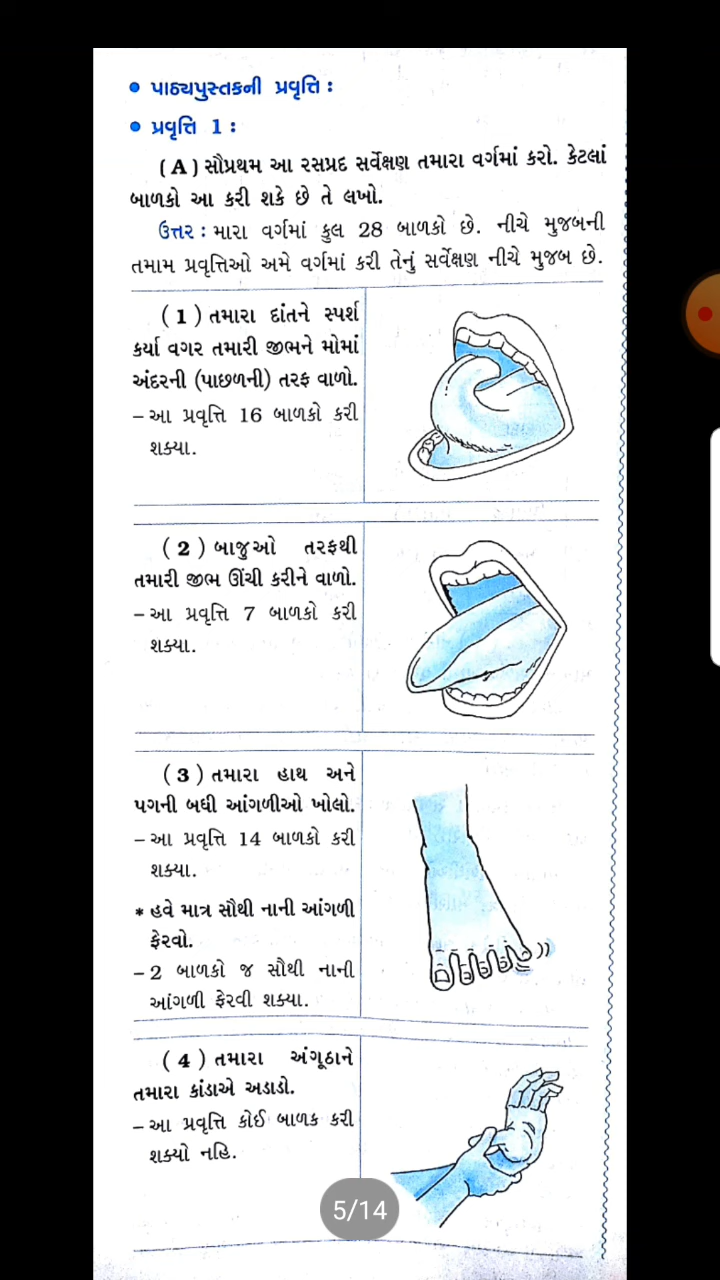 • પાઠ્યપુસ્તકની પ્રવૃત્તિ :
• પ્રવૃત્તિ 1 :
(A) સૌપ્રથમ આ રસપ્રદ સર્વેક્ષણ તમારા વર્ગમાં કરો. કેટલાં
બાળકો આ કરી શકે છે તે લખો.
ઉત્તર : મારા વર્ગમાં કુલ 28 બાળકો છે. નીચે મુજબની
તમામ પ્રવૃત્તિઓ અમે વર્ગમાં કરી તેનું સર્વેક્ષણ નીચે મુજબ છે.
(1) તમારા દાંતને સ્પર્શ
કર્યા વગર તમારી જીભને મોમાં
અંદરની (પાછળની) તરફ વાળો.
– આ પ્રવૃત્તિ 16 બાળકો કરી
શક્યા.
(2) બાજુઓ તરફથી
તમારી જીભ ઊંચી કરીને વાળો.
– આ પ્રવૃત્તિ 7 બાળકો કરી
શક્યા.
(3) તમારા હાથ અને
પગની બધી આંગળીઓ ખોલો.
– આ પ્રવૃત્તિ 14 બાળકો કરી
શક્યા.
* હવે માત્ર સૌથી નાની આંગળી
ફેરવો.
– 2 બાળકો જ સૌથી નાની
આંગળી ફેરવી શક્યા.
(4) તમારા અંગૂઠાને
તમારા કાંડાએ અડાડો.
– આ પ્રવૃત્તિ કોઈ બાળક કરી
શક્યો નહિ.
5/14